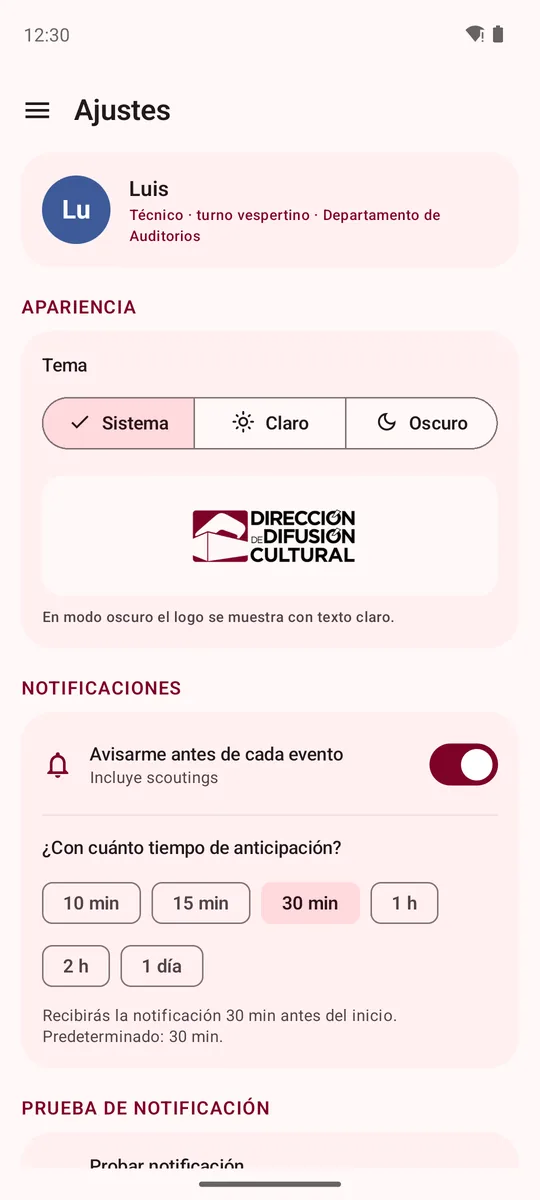 12:30
Ajustes
Lu
Luis
Técnico · turno vespertino · Departamento de
Auditorios
APARIENCIA
Tema
Sistema
Claro
Oscuro
DIRECCIÓN
DE DIFUSIÓN
CULTURAL
En modo oscuro el logo se muestra con texto claro.
NOTIFICACIONES
Avisarme antes de cada evento
Incluye scoutings
¿Con cuánto tiempo de anticipación?
10 min
15 min
30 min
1 h
2 h
1 día
Recibirás la notificación 30 min antes del inicio.
Predeterminado: 30 min.
PRUEBA DE NOTIFICACIÓN
Probar notificación